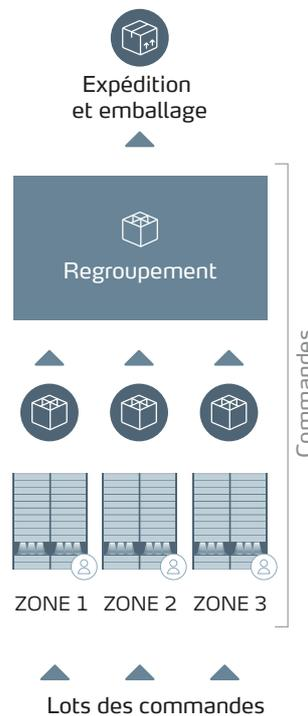 Expédition
et emballage
Regroupement
Commandes
ZONE 1 ZONE 2 ZONE 3
Lots des commandes